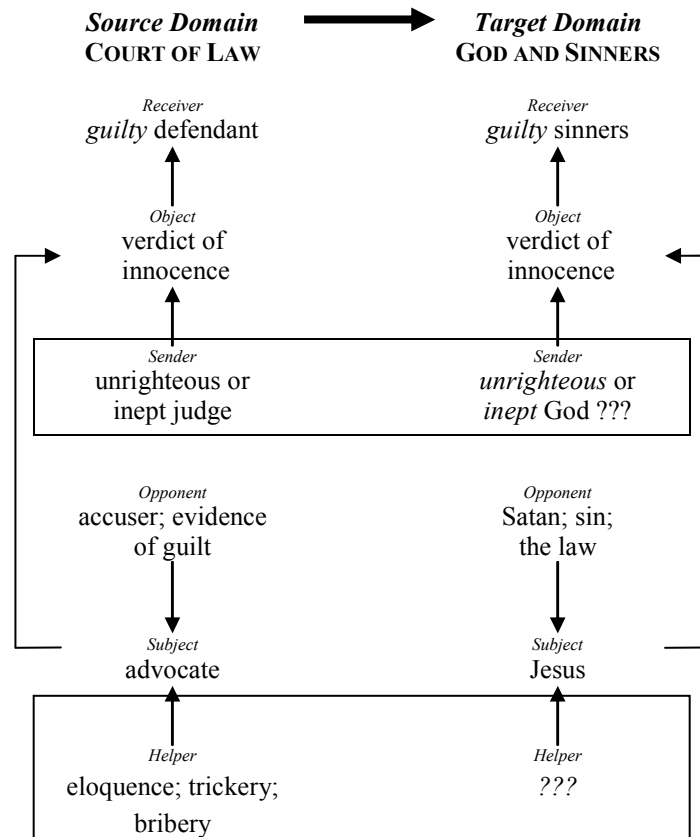 Source Domain
COURT OF LAW
Target Domain
GOD AND SINNERS
Receiver
guilty defendant
Receiver
guilty sinners
Object
verdict of
innocence
Object
verdict of
innocence
Sender
unrighteous or
inept judge
Sender
unrighteous or
inept God ???
Opponent
accuser; evidence
of guilt
Opponent
Satan; sin;
the law
Subject
advocate
Subject
Jesus
Helper
eloquence; trickery;
bribery
Helper
???